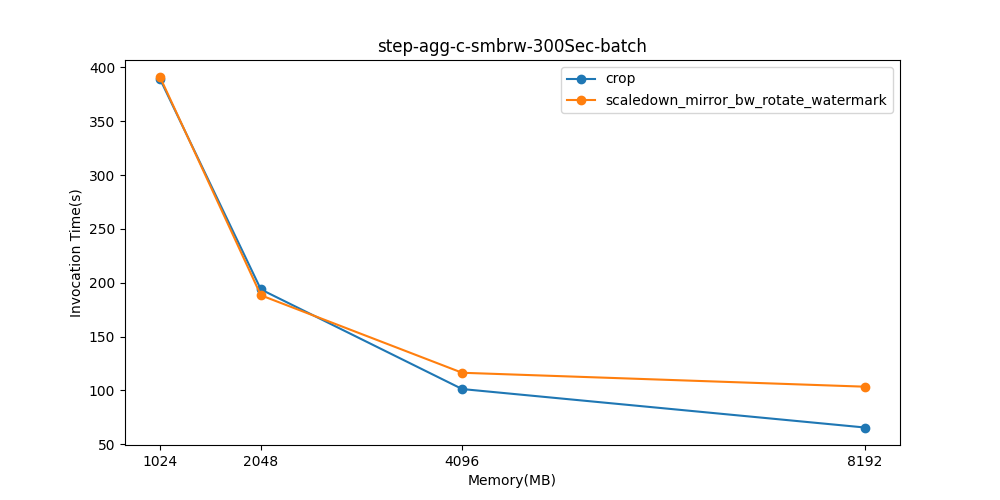 step-agg-c-smbrw-300Sec-batch
crop
scaledown_mirror_bw_rotate_watermark
Invocation Time(s)
400
350
300
250
200
150
100
50
1024 2048 4096 8192
Memory(MB)